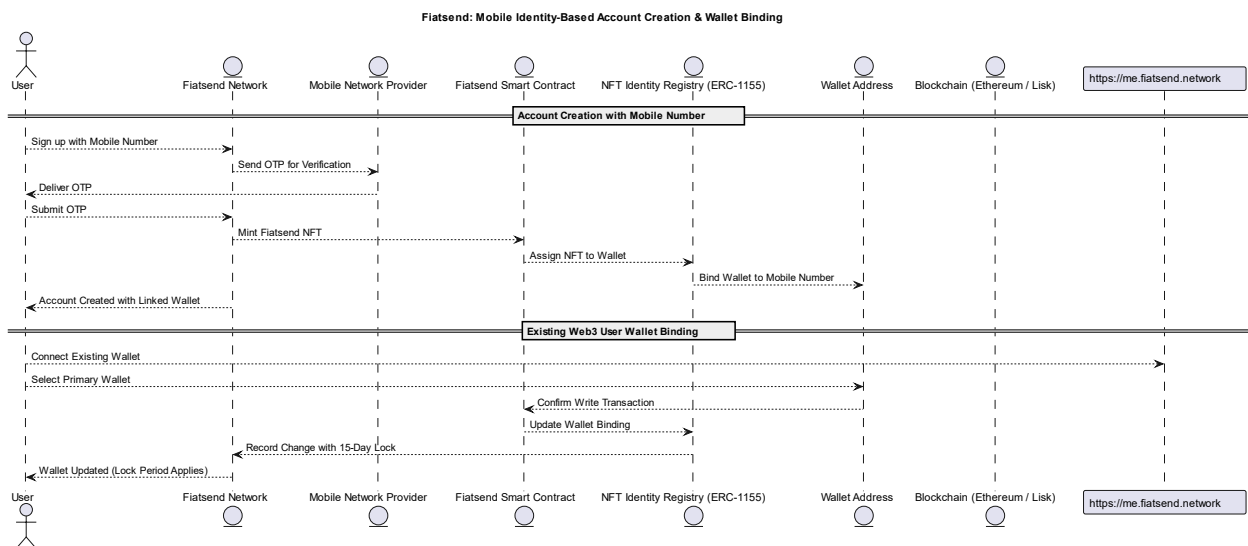 Fiatsend: Mobile Identity-Based Account Creation & Wallet Binding
User
Fiatsend Network
Mobile Network Provider
Fiatsend Smart Contract
NFT Identity Registry (ERC-1155)
Wallet Address
Blockchain (Ethereum / Lisk)
https://me.fiatsend.network
Account Creation with Mobile Number
Sign up with Mobile Number
Send OTP for Verification
Deliver OTP
Submit OTP
Mint Fiatsend NFT
Assign NFT to Wallet
Bind Wallet to Mobile Number
Account Created with Linked Wallet
Existing Web3 User Wallet Binding
Connect Existing Wallet
Select Primary Wallet
Confirm Write Transaction
Update Wallet Binding
Record Change with 15-Day Lock
Wallet Updated (Lock Period Applies)
User
Fiatsend Network
Mobile Network Provider
Fiatsend Smart Contract
NFT Identity Registry (ERC-1155)
Wallet Address
Blockchain (Ethereum / Lisk)
https://me.fiatsend.network